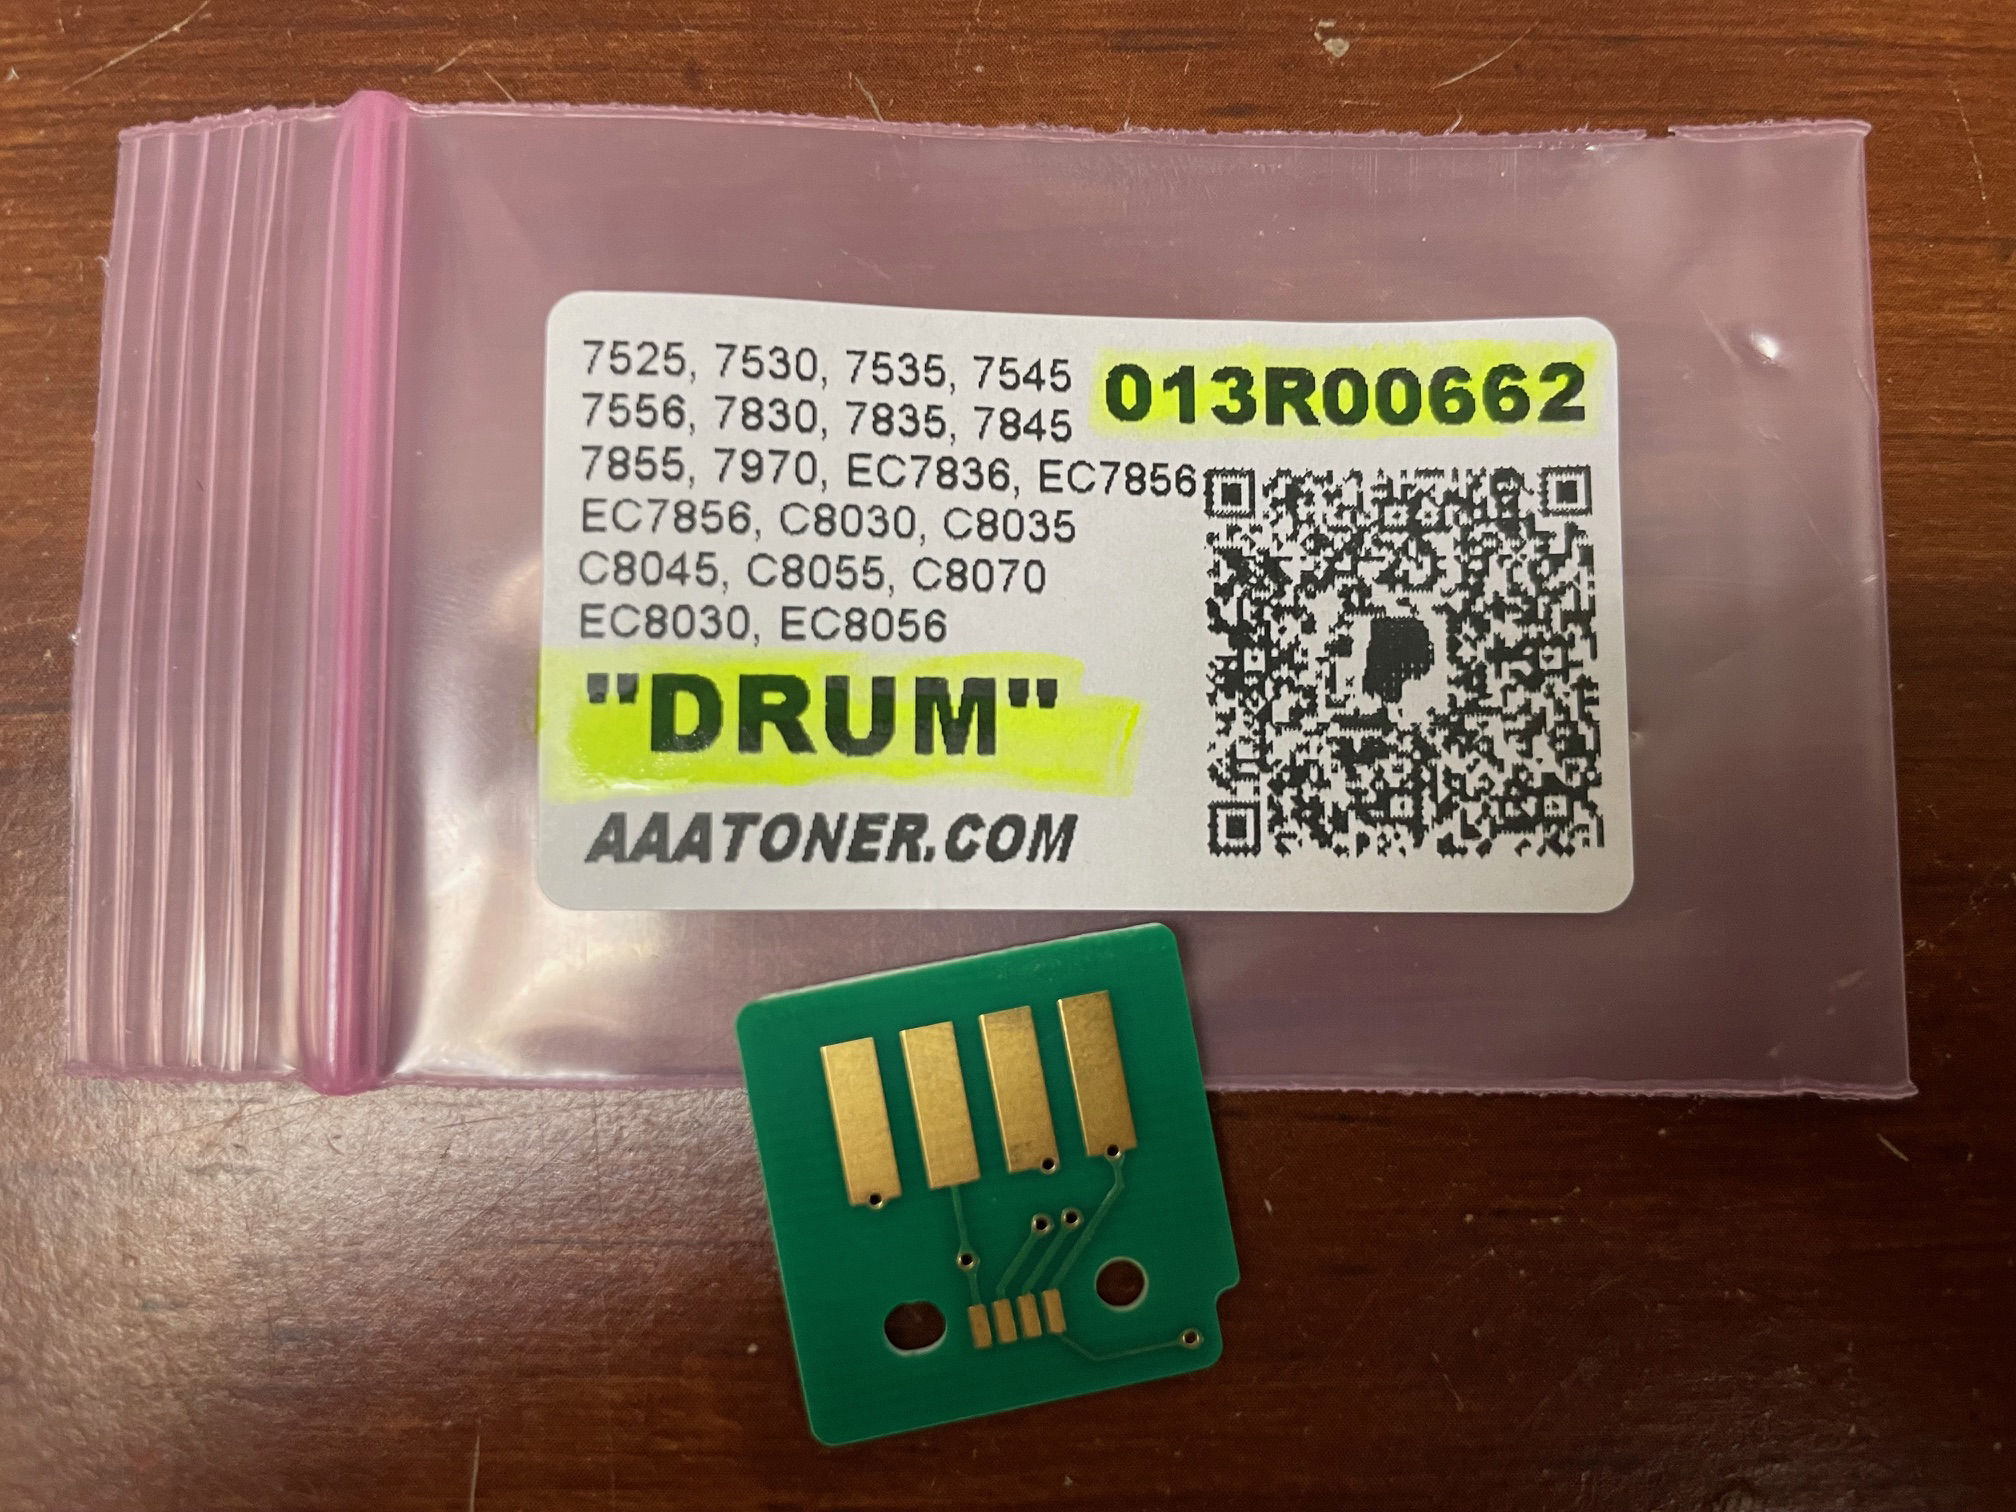 7525, 7530, 7535, 7545
013R00662
7556, 7830, 7835, 7845
7855, 7970, EC7836, EC7856
EC7856, C8030, C8035
C8045, C8055, C8070
EC8030, EC8056
"DRUM"
AAATONER.COM